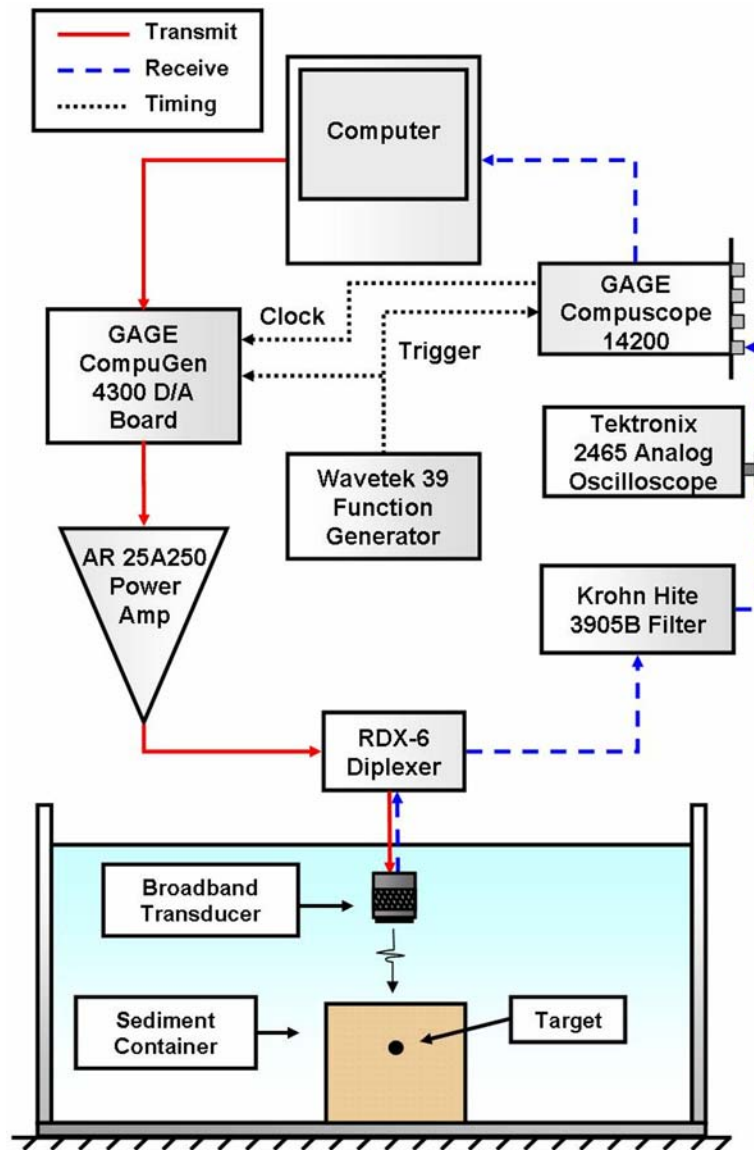 Transmit
Receive
Timing
Computer
GAGE
Compuscope
14200
GAGE
CompuGen
4300 D/A
Board
Clock
Trigger
Tektronix
2465 Analog
Oscilloscope
Wavetek 39
Function
Generator
AR 25A250
Power
Amp
Krohn Hite
3905B Filter
RDX-6
Diplexer
Broadband
Transducer
Sediment
Container
Target